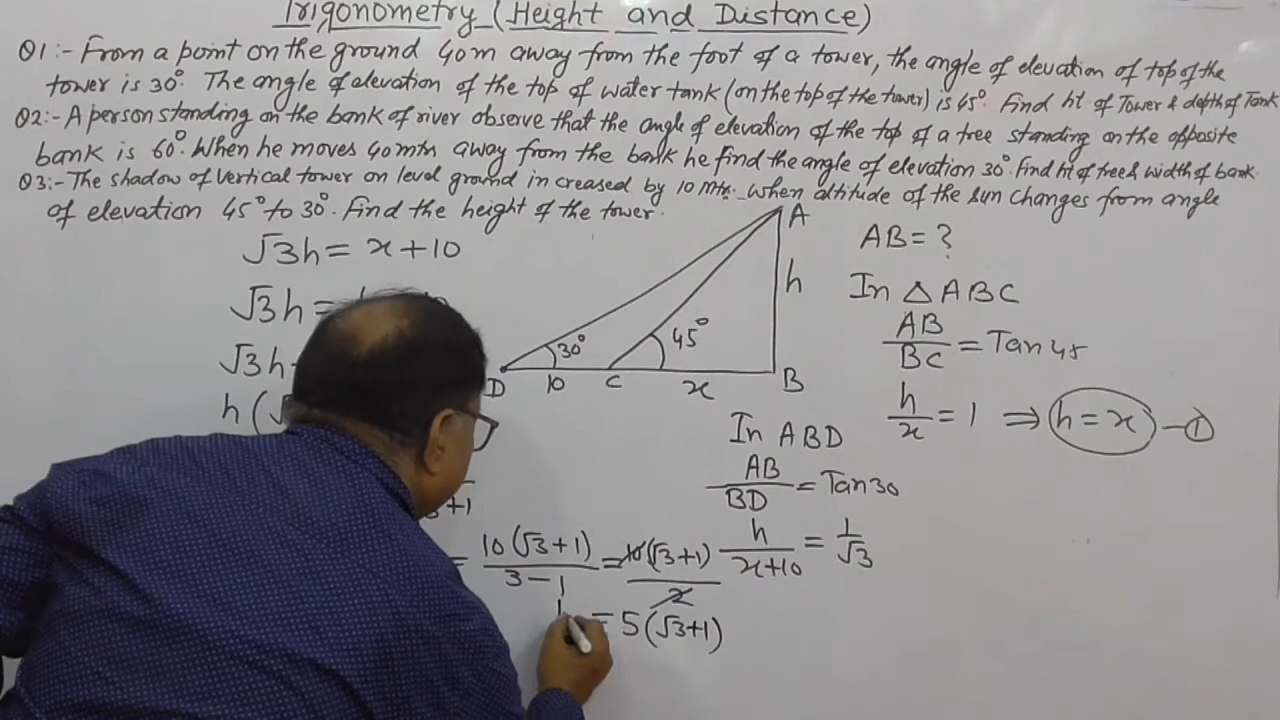 Trigonometry (Height and Distance)
Q1:- From a point on the ground 40m away from the foot of a tower, the angle of elevation of top of the
tower is 30°. The angle of elevation of the top of water tank (on the top of the tower) is 45°. Find ht of Tower & depth of Tank
Q2:- A person standing on the bank of river observe that the angle of elevation of the top of a tree standing on the opposite
bank is 60°. When he moves 40 mtrs away from the bank he find the angle of elevation 30°. Find ht of tree & width of bank.
Q3:- The shadow of vertical tower on level ground increased by 10 Mtr. when altitude of the sun changes from angle
of elevation 45° to 30°. Find the height of the tower.
√3h = x+10
√3h =
√3h-
h(√
3+1
= 10(√3+1) / 3-1 = 10(√3+1) / 2
= 5(√3+1)
A
h
30°
45°
D 10 C x B
AB = ?
In △ABC
AB/BC = Tan45
h/x = 1 ⇒ h = x -①
In ABD
AB/BD = Tan30
h/x+10 = 1/√3